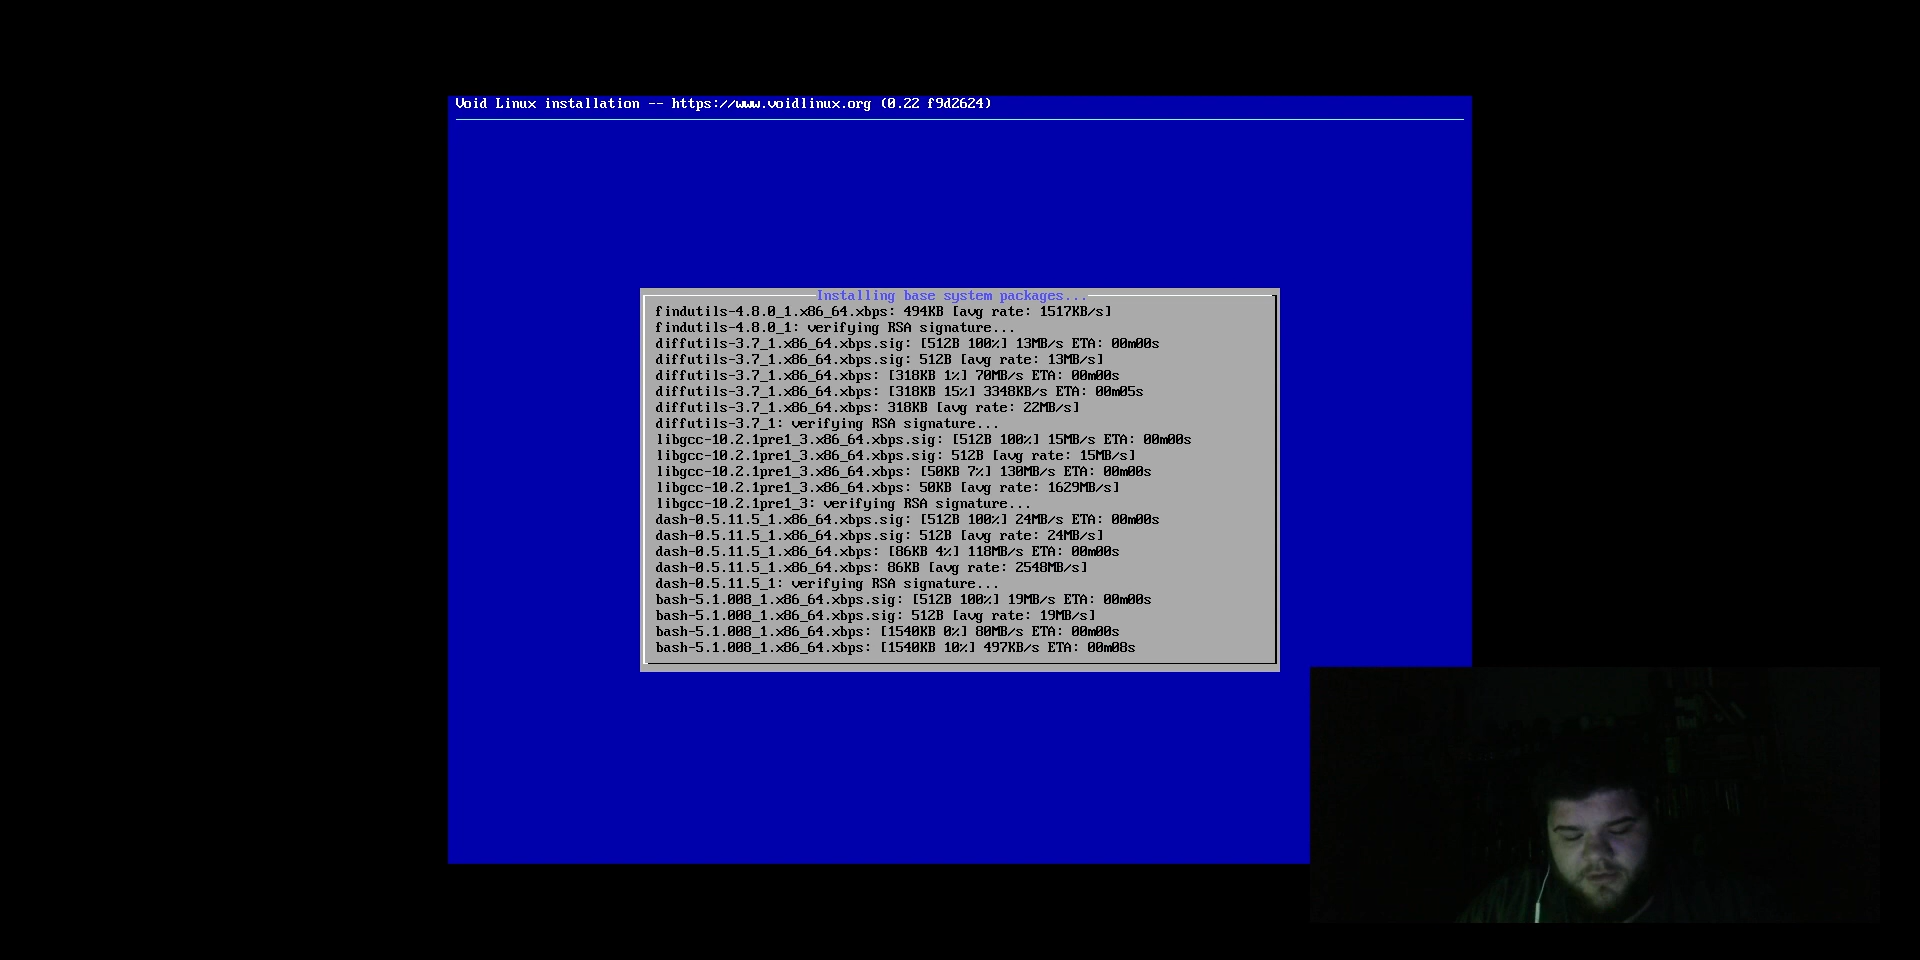 Void Linux installation -- https://www.voidlinux.org (0.22 f9d2624)
Installing base system packages...
findutils-4.8.0_1.x86_64.xbps: 494KB [avg rate: 1517KB/s]
findutils-4.8.0_1: verifying RSA signature...
diffutils-3.7_1.x86_64.xbps.sig: [512B 100%] 13MB/s ETA: 00m00s
diffutils-3.7_1.x86_64.xbps.sig: 512B [avg rate: 13MB/s]
diffutils-3.7_1.x86_64.xbps: [318KB 1%] 70MB/s ETA: 00m00s
diffutils-3.7_1.x86_64.xbps: [318KB 15%] 3348KB/s ETA: 00m05s
diffutils-3.7_1.x86_64.xbps: 318KB [avg rate: 22MB/s]
diffutils-3.7_1: verifying RSA signature...
libgcc-10.2.1pre1_3.x86_64.xbps.sig: [512B 100%] 15MB/s ETA: 00m00s
libgcc-10.2.1pre1_3.x86_64.xbps.sig: 512B [avg rate: 15MB/s]
libgcc-10.2.1pre1_3.x86_64.xbps: [50KB 7%] 130MB/s ETA: 00m00s
libgcc-10.2.1pre1_3.x86_64.xbps: 50KB [avg rate: 1629MB/s]
libgcc-10.2.1pre1_3: verifying RSA signature...
dash-0.5.11.5_1.x86_64.xbps.sig: [512B 100%] 24MB/s ETA: 00m00s
dash-0.5.11.5_1.x86_64.xbps.sig: 512B [avg rate: 24MB/s]
dash-0.5.11.5_1.x86_64.xbps: [86KB 4%] 118MB/s ETA: 00m00s
dash-0.5.11.5_1.x86_64.xbps: 86KB [avg rate: 2548MB/s]
dash-0.5.11.5_1: verifying RSA signature...
bash-5.1.008_1.x86_64.xbps.sig: [512B 100%] 19MB/s ETA: 00m00s
bash-5.1.008_1.x86_64.xbps.sig: 512B [avg rate: 19MB/s]
bash-5.1.008_1.x86_64.xbps: [1540KB 0%] 80MB/s ETA: 00m00s
bash-5.1.008_1.x86_64.xbps: [1540KB 10%] 497KB/s ETA: 00m08s